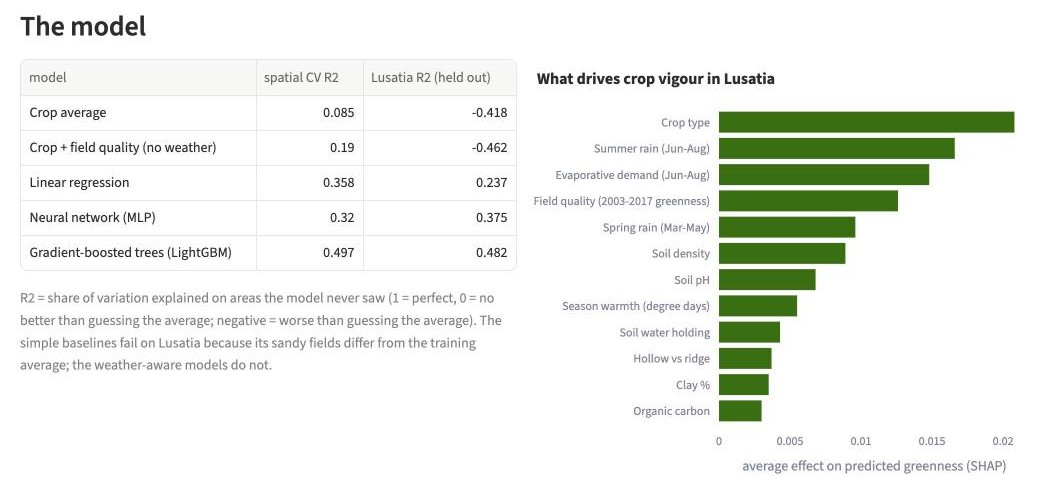 The model
model spatial CV R2 Lusatia R2 (held out)
Crop average 0.085 -0.418
Crop + field quality (no weather) 0.19 -0.462
Linear regression 0.358 0.237
Neural network (MLP) 0.32 0.375
Gradient-boosted trees (LightGBM) 0.497 0.482
R2 = share of variation explained on areas the model never saw (1 = perfect, 0 = no
better than guessing the average; negative = worse than guessing the average). The
simple baselines fail on Lusatia because its sandy fields differ from the training
average; the weather-aware models do not.
What drives crop vigour in Lusatia
Crop type
Summer rain (Jun-Aug)
Evaporative demand (Jun-Aug)
Field quality (2003-2017 greenness)
Spring rain (Mar-May)
Soil density
Soil pH
Season warmth (degree days)
Soil water holding
Hollow vs ridge
Clay %
Organic carbon
0 0.005 0.01 0.015 0.02
average effect on predicted greenness (SHAP)